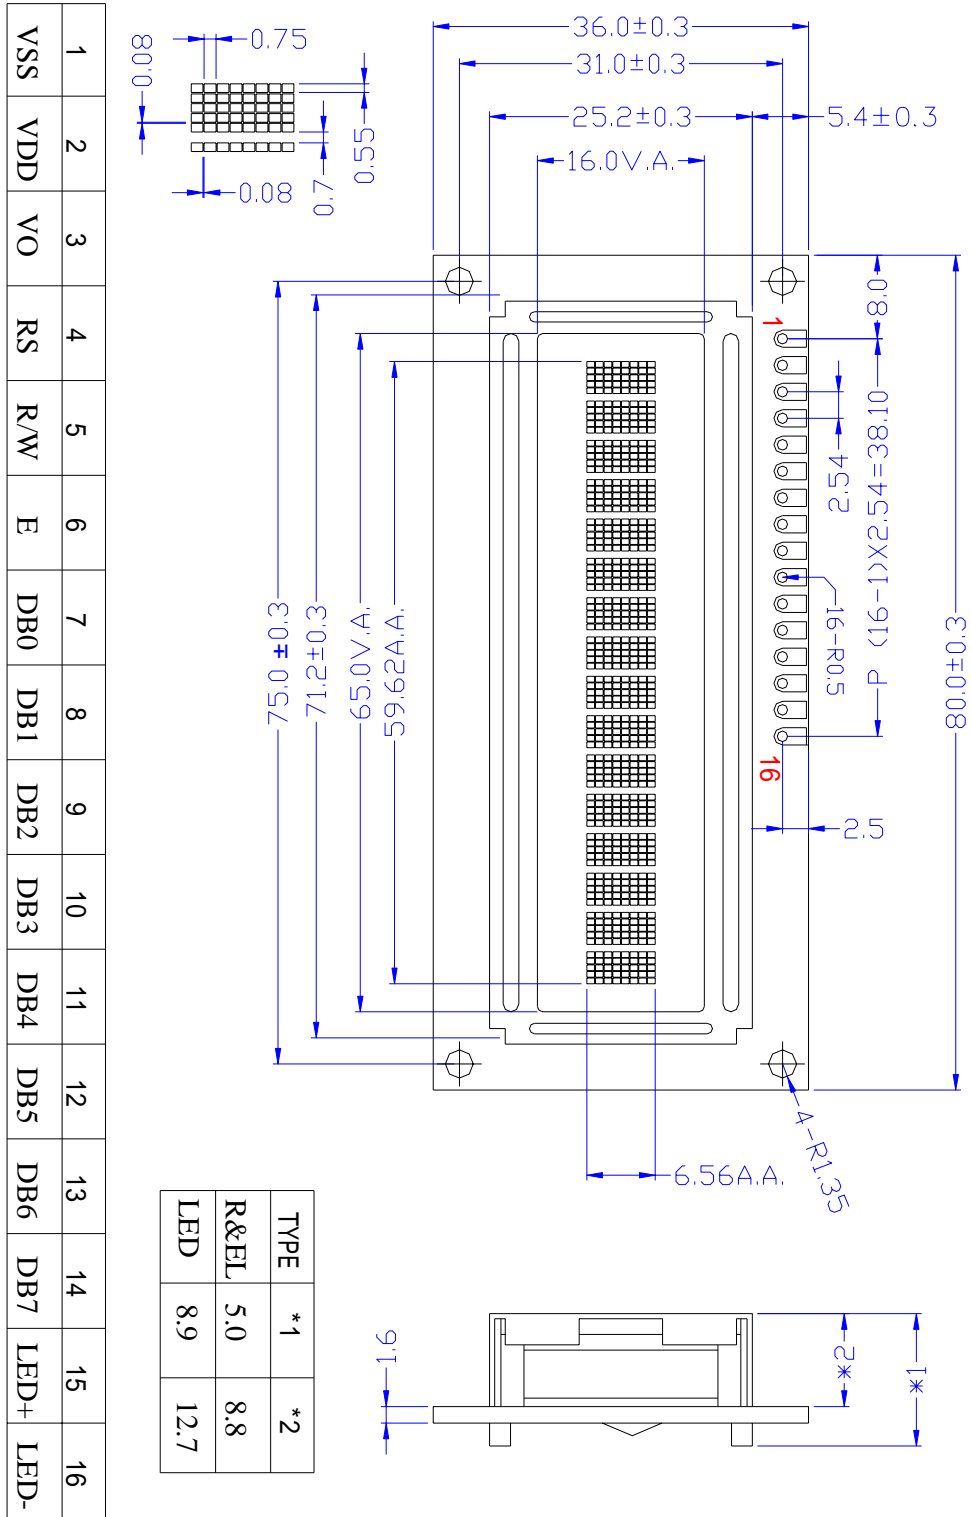 36.0±0.3
31.0±0.3
25.2±0.3
5.4±0.3
16.0V.A.
0.08
0.75
0.55
0.7
0.08
1
8.0
2.54
P (16-1)X2.54=38.10
16-R0.5
80.0±0.3
75.0±0.3
71.2±0.3
65.0V.A.
59.62A.A.
16
2.5
4-R1.35
6.56A.A.
1.6
*2
*1
TYPE *1 *2
R&EL 5.0 8.8
LED 8.9 12.7
1 2 3 4 5 6 7 8 9 10 11 12 13 14 15 16
VSS VDD VO RS R/W E DB0 DB1 DB2 DB3 DB4 DB5 DB6 DB7 LED+ LED-